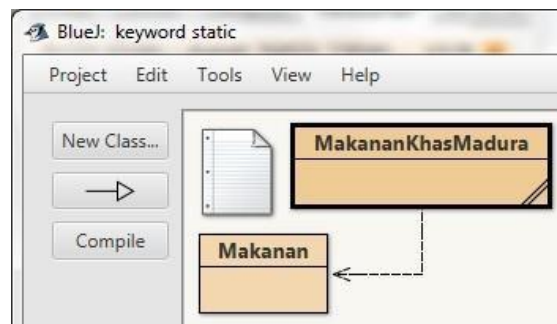 BlueJ: keyword static
Project Edit Tools View Help
New Class...
MakananKhasMadura
Compile
Makanan